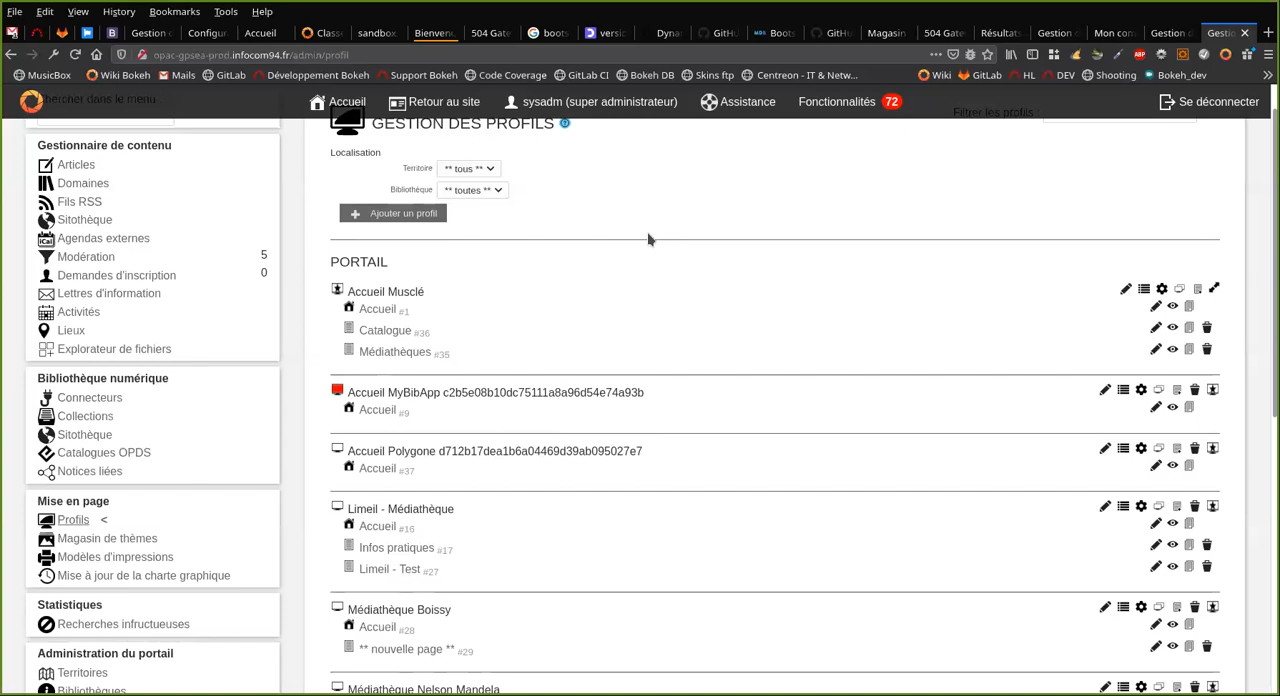 File Edit View History Bookmarks Tools Help
Gestion Configu Accueil Classe sandbox. Bienven 504 Gate boots versic Dyna GitHu Boots GitHu Magasin 504 Gate Résultats Gestion Mon com Gestion d Gestio
opac-gpsea-prod.infocom94.fr/admin/profil
MusicBox Wiki Bokeh Mails GitLab Développement Bokeh Support Bokeh Code Coverage GitLab CI Bokeh DB Skins ftp Centreon - IT & Netw... Wiki GitLab HL DEV Shooting Bokeh_dev
Accueil Retour au site sysadm (super administrateur) Assistance Fonctionnalités 72 Se déconnecter
chercher dans le menu
Filtrer les profils :
Gestionnaire de contenu
Articles
Domaines
Fils RSS
Sitothèque
Agendas externes
Modération 5
Demandes d'inscription 0
Lettres d'information
Activités
Lieux
Explorateur de fichiers
Bibliothèque numérique
Connecteurs
Collections
Sitothèque
Catalogues OPDS
Notices liées
Mise en page
Profils <
Magasin de thèmes
Modèles d'impressions
Mise à jour de la charte graphique
Statistiques
Recherches infructueuses
Administration du portail
Territoires
Bibliothèques
GESTION DES PROFILS
Localisation
Territoire ** tous **
Bibliothèque ** toutes **
Ajouter un profil
PORTAIL
Accueil Musclé
Accueil #1
Catalogue #36
Médiathèques #35
Accueil MyBibApp c2b5e08b10dc75111a8a96d54e74a93b
Accueil #9
Accueil Polygone d712b17dea1b6a04469d39ab095027e7
Accueil #37
Limeil - Médiathèque
Accueil #16
Infos pratiques #17
Limeil - Test #27
Médiathèque Boissy
Accueil #28
** nouvelle page ** #29
Médiathèque Nelson Mandela